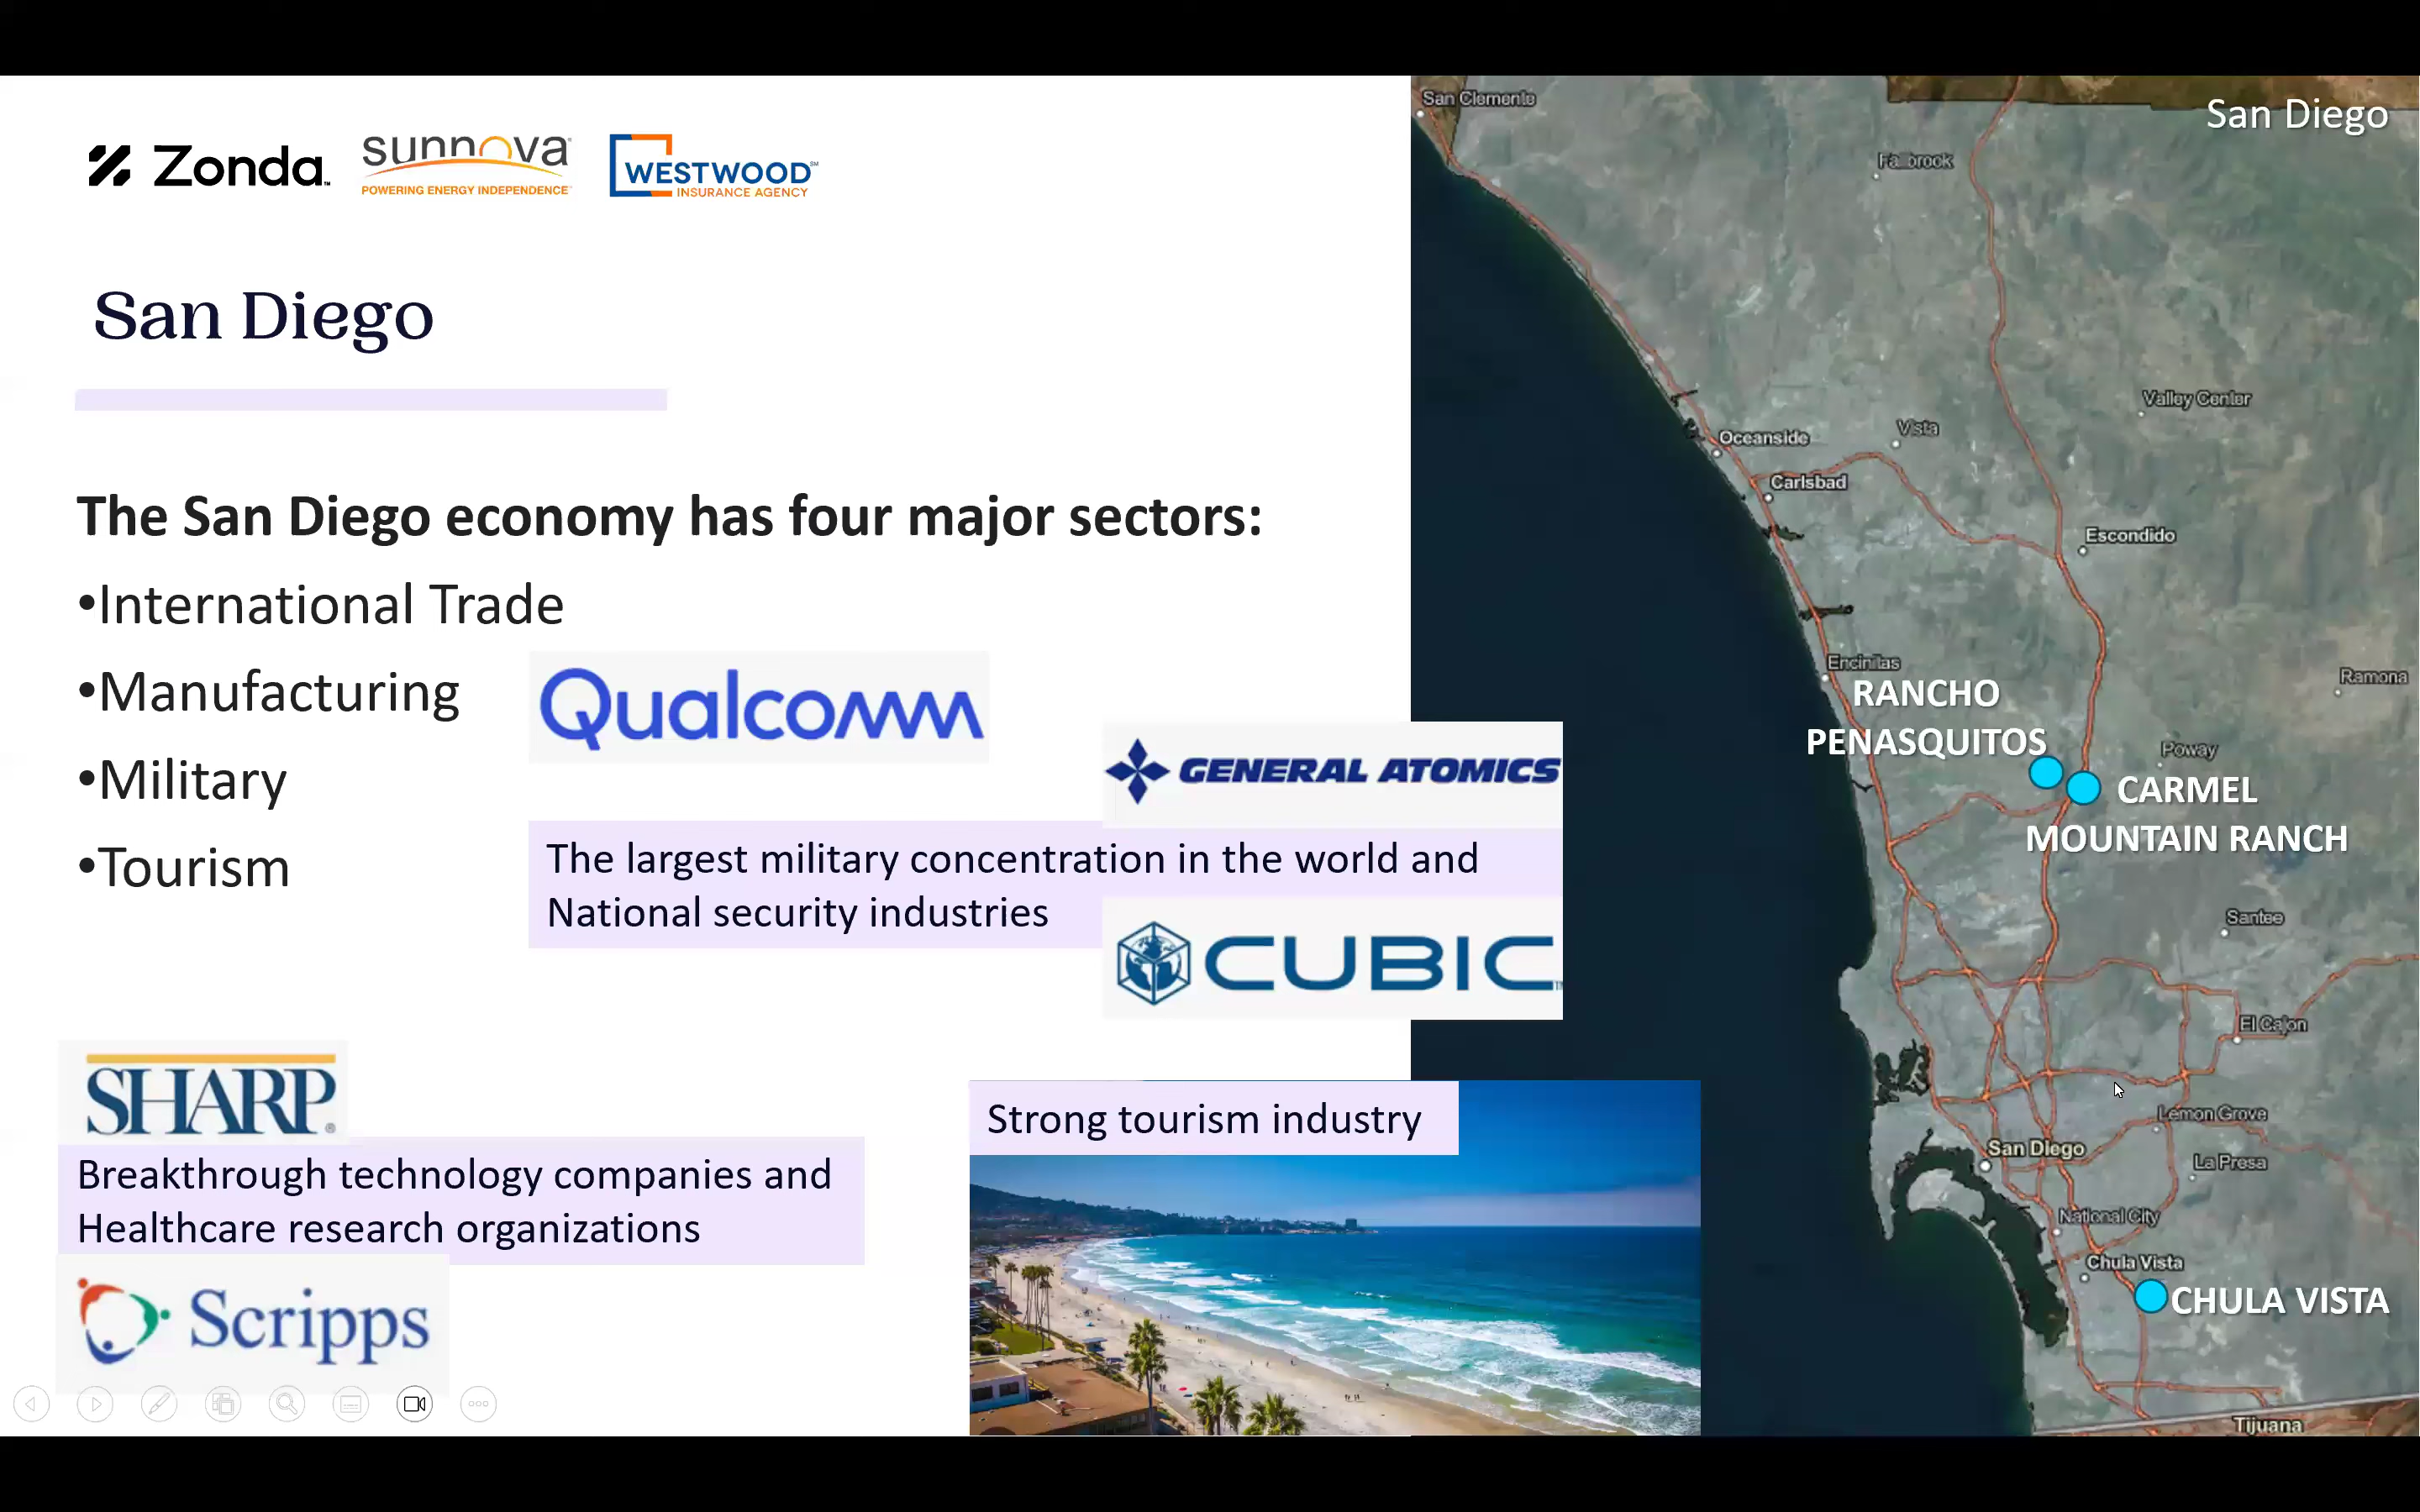 Zonda™
sunnova
POWERING ENERGY INDEPENDENCE
WESTWOOD℠
INSURANCE AGENCY
San Diego
The San Diego economy has four major sectors:
•International Trade
•Manufacturing
•Military
•Tourism
Qualcomm
GENERAL ATOMICS
The largest military concentration in the world and
National security industries
CUBIC™
SHARP®
Breakthrough technology companies and
Healthcare research organizations
Scripps
Strong tourism industry
San Diego
San Clemente
Fallbrook
Valley Center
Vista
Oceanside
Carlsbad
Escondido
Encinitas
Ramona
RANCHO
PENASQUITOS
Poway
CARMEL
MOUNTAIN RANCH
Santee
El Cajon
Lemon Grove
San Diego
La Presa
National City
Chula Vista
CHULA VISTA
Tijuana